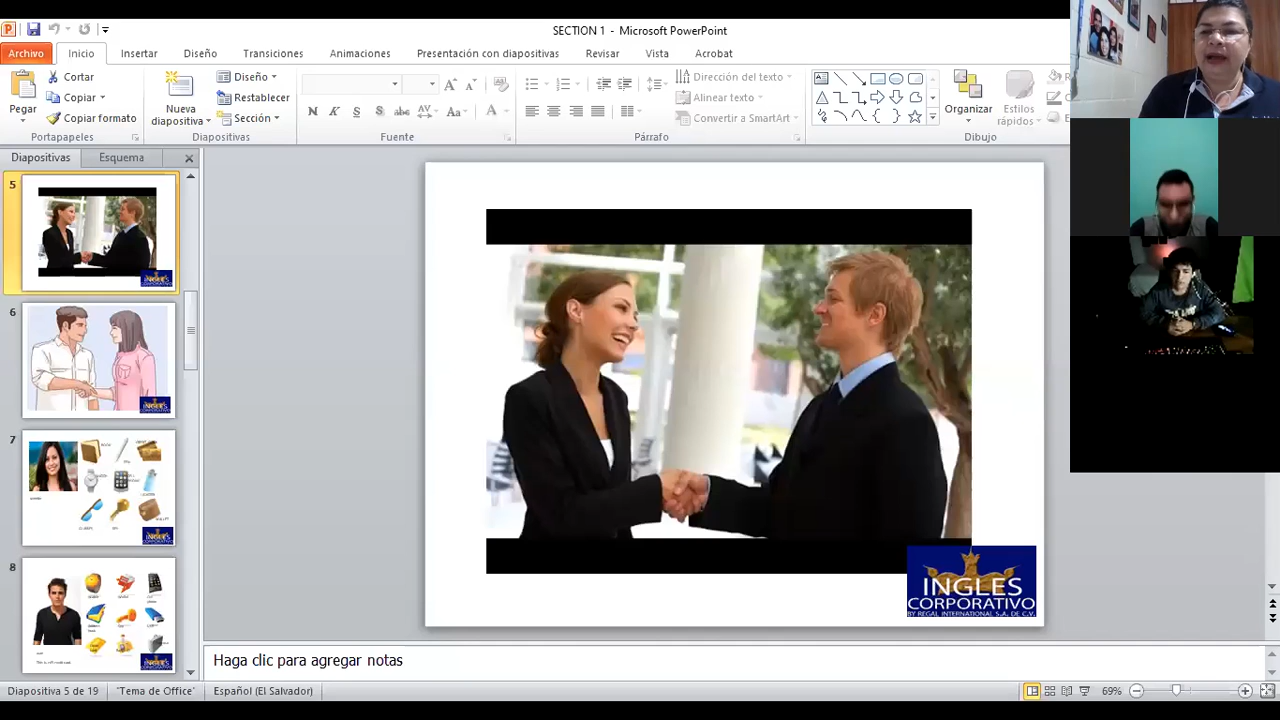 SECTION 1 - Microsoft PowerPoint
Archivo Inicio Insertar Diseño Transiciones Animaciones Presentación con diapositivas Revisar Vista Acrobat
Pegar
Cortar
Copiar
Copiar formato
Portapapeles
Nueva
diapositiva
Diseño
Restablecer
Sección
Diapositivas
N K S S abc AV Aa A
Fuente
Dirección del texto
Alinear texto
Convertir a SmartArt
Párrafo
Organizar
Estilos
rápidos
Dibujo
Diapositivas Esquema
5
6
7
8
INGLES
CORPORATIVO
BY REGAL INTERNATIONAL S.A. DE C.V.
Haga clic para agregar notas
Diapositiva 5 de 19 "Tema de Office" Español (El Salvador) 69%